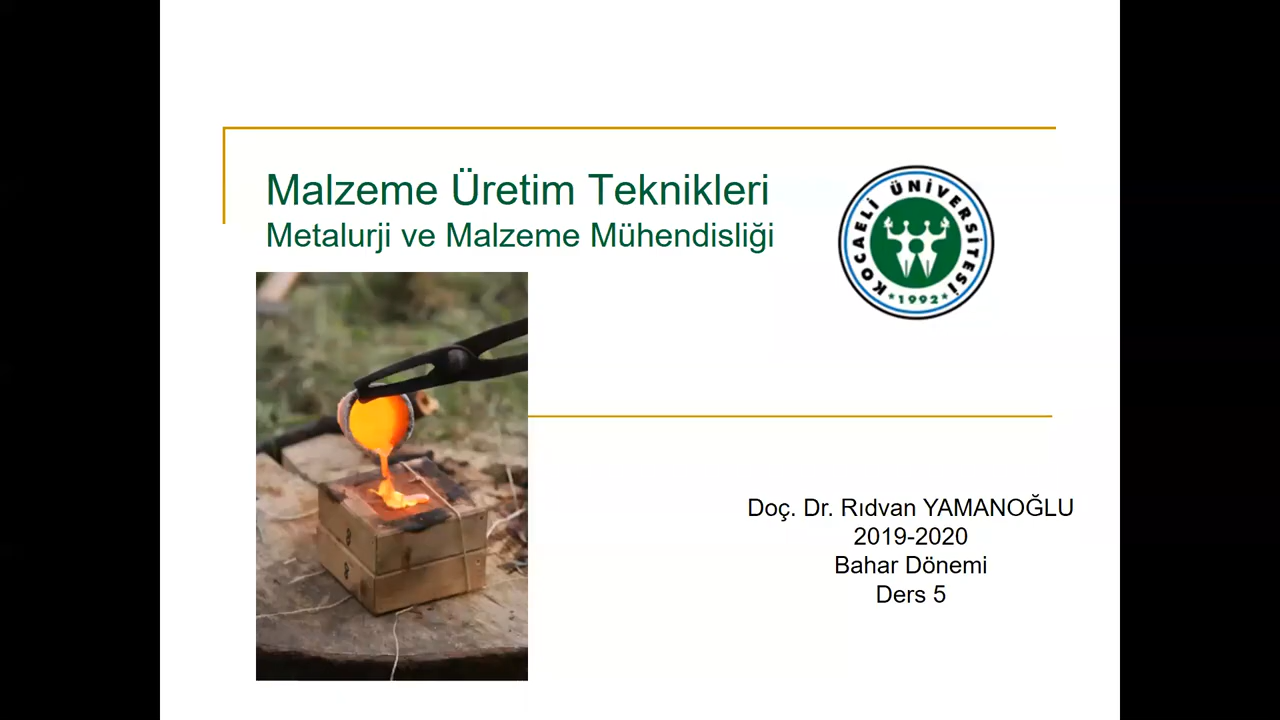 Malzeme Üretim Teknikleri
Metalurji ve Malzeme Mühendisliği
KOCAELİ ÜNİVERSİTESİ
*1992*
Doç. Dr. Rıdvan YAMANOĞLU
2019-2020
Bahar Dönemi
Ders 5